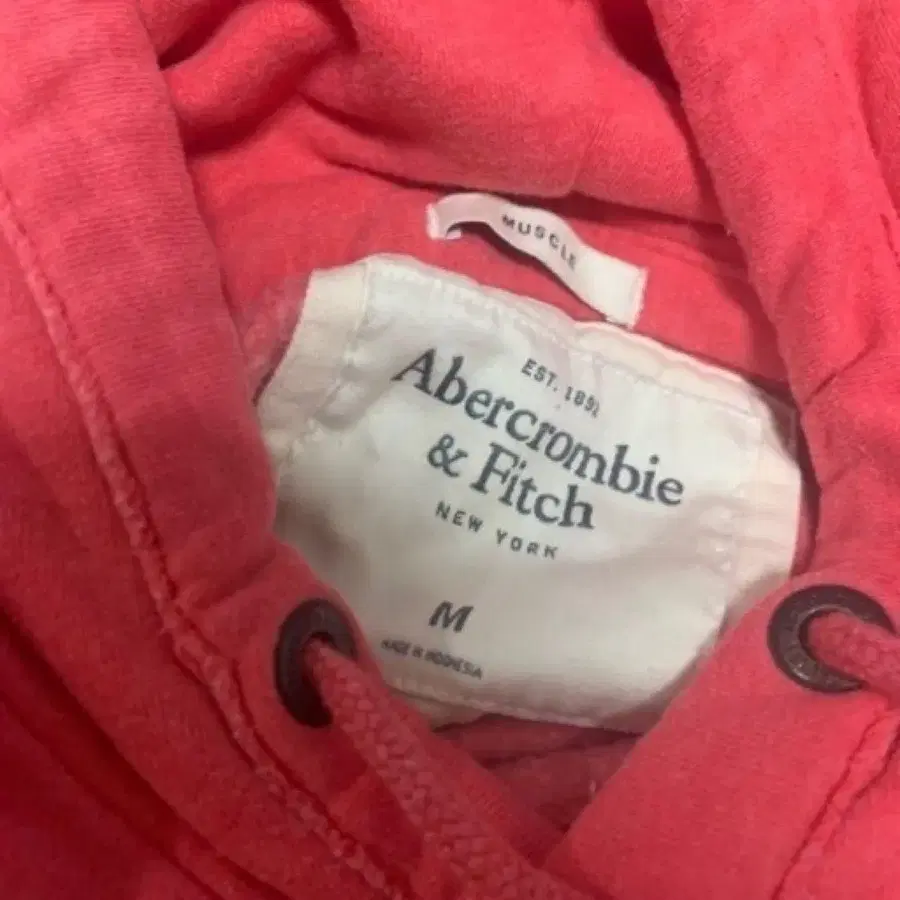 MUSCLE
EST. 1892
Abercrombie
& Fitch
NEW YORK
M
MADE IN INDONESIA